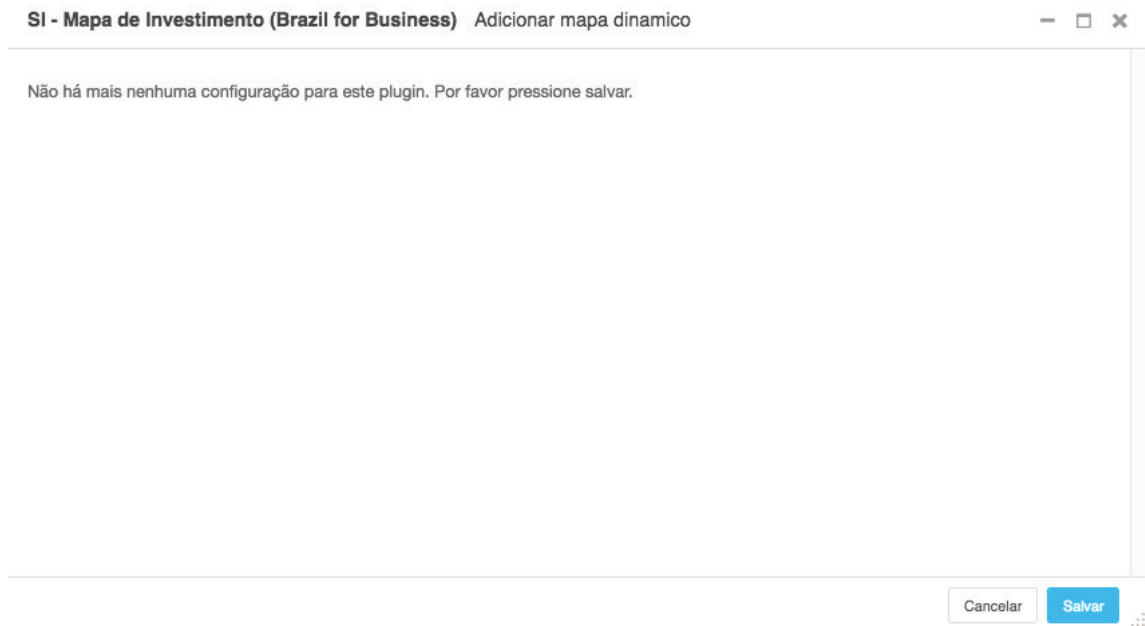 SI - Mapa de Investimento (Brazil for Business) Adicionar mapa dinamico
Não há mais nenhuma configuração para este plugin. Por favor pressione salvar.
Cancelar Salvar